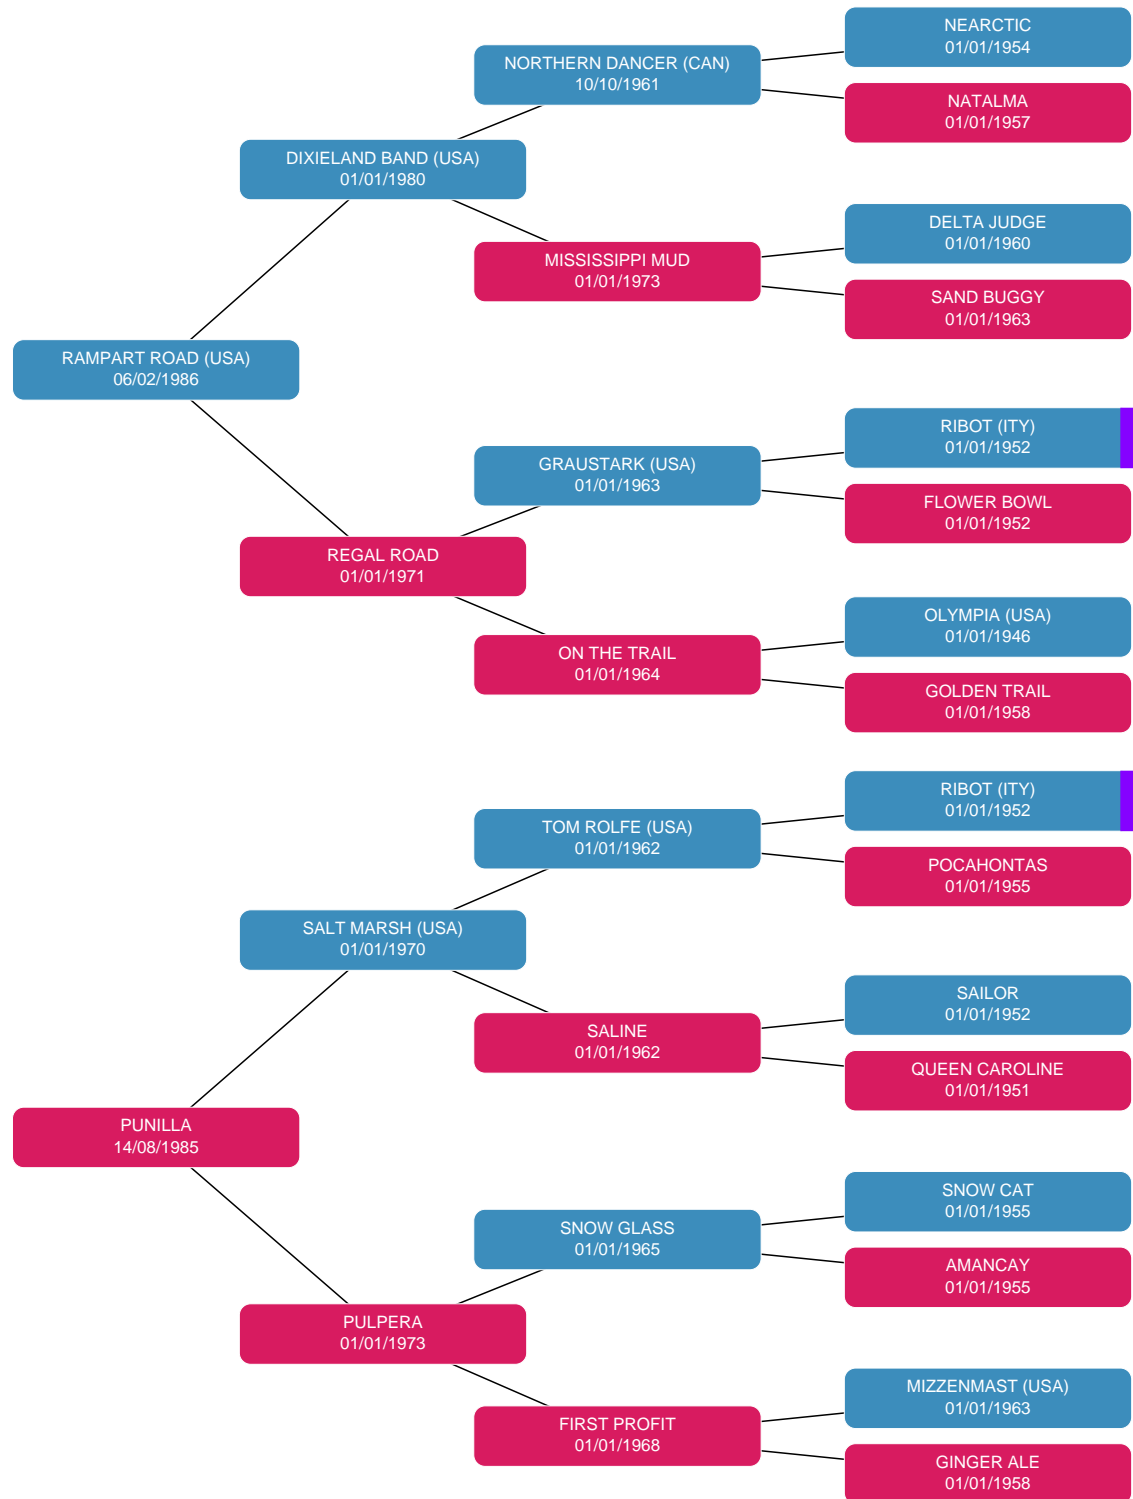 NEARCTIC
01/01/1954
NORTHERN DANCER (CAN)
10/10/1961
NATALMA
01/01/1957
DIXIELAND BAND (USA)
01/01/1980
DELTA JUDGE
01/01/1960
MISSISSIPPI MUD
01/01/1973
SAND BUGGY
01/01/1963
RAMPART ROAD (USA)
06/02/1986
RIBOT (ITY)
01/01/1952
GRAUSTARK (USA)
01/01/1963
FLOWER BOWL
01/01/1952
REGAL ROAD
01/01/1971
OLYMPIA (USA)
01/01/1946
ON THE TRAIL
01/01/1964
GOLDEN TRAIL
01/01/1958
RIBOT (ITY)
01/01/1952
TOM ROLFE (USA)
01/01/1962
POCAHONTAS
01/01/1955
SALT MARSH (USA)
01/01/1970
SAILOR
01/01/1952
SALINE
01/01/1962
QUEEN CAROLINE
01/01/1951
PUNILLA
14/08/1985
SNOW CAT
01/01/1955
SNOW GLASS
01/01/1965
AMANCAY
01/01/1955
PULPERA
01/01/1973
MIZZENMAST (USA)
01/01/1963
FIRST PROFIT
01/01/1968
GINGER ALE
01/01/1958